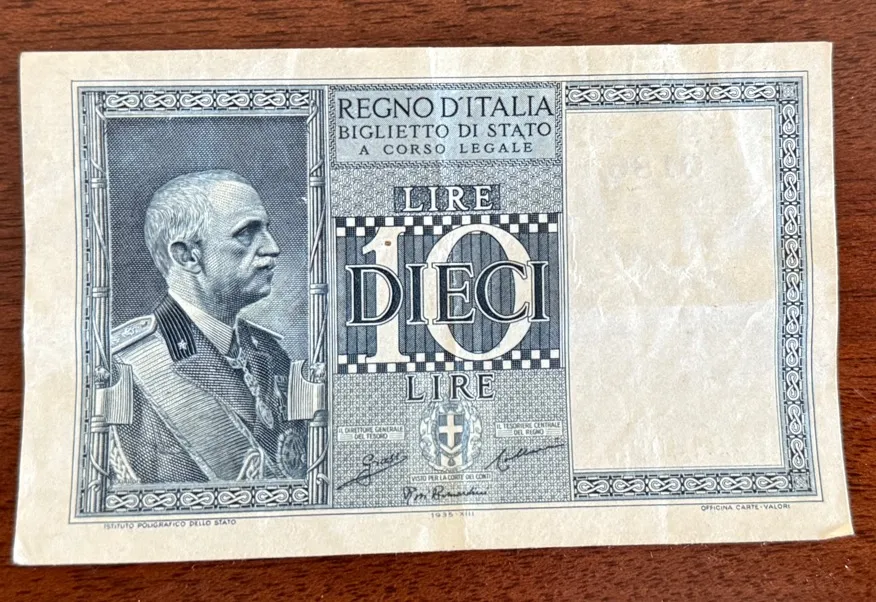 REGNO D'ITALIA
BIGLIETTO DI STATO
A CORSO LEGALE
LIRE
10
DIECI
LIRE
IL DIRETTORE GENERALE
DEL TESORO
IL TESORIERE CENTRALE
DEL REGNO
VISTO PER LA CORTE DEI CONTI
1935-XIII
ISTITUTO POLIGRAFICO DELLO STATO
OFFICINA CARTE-VALORI